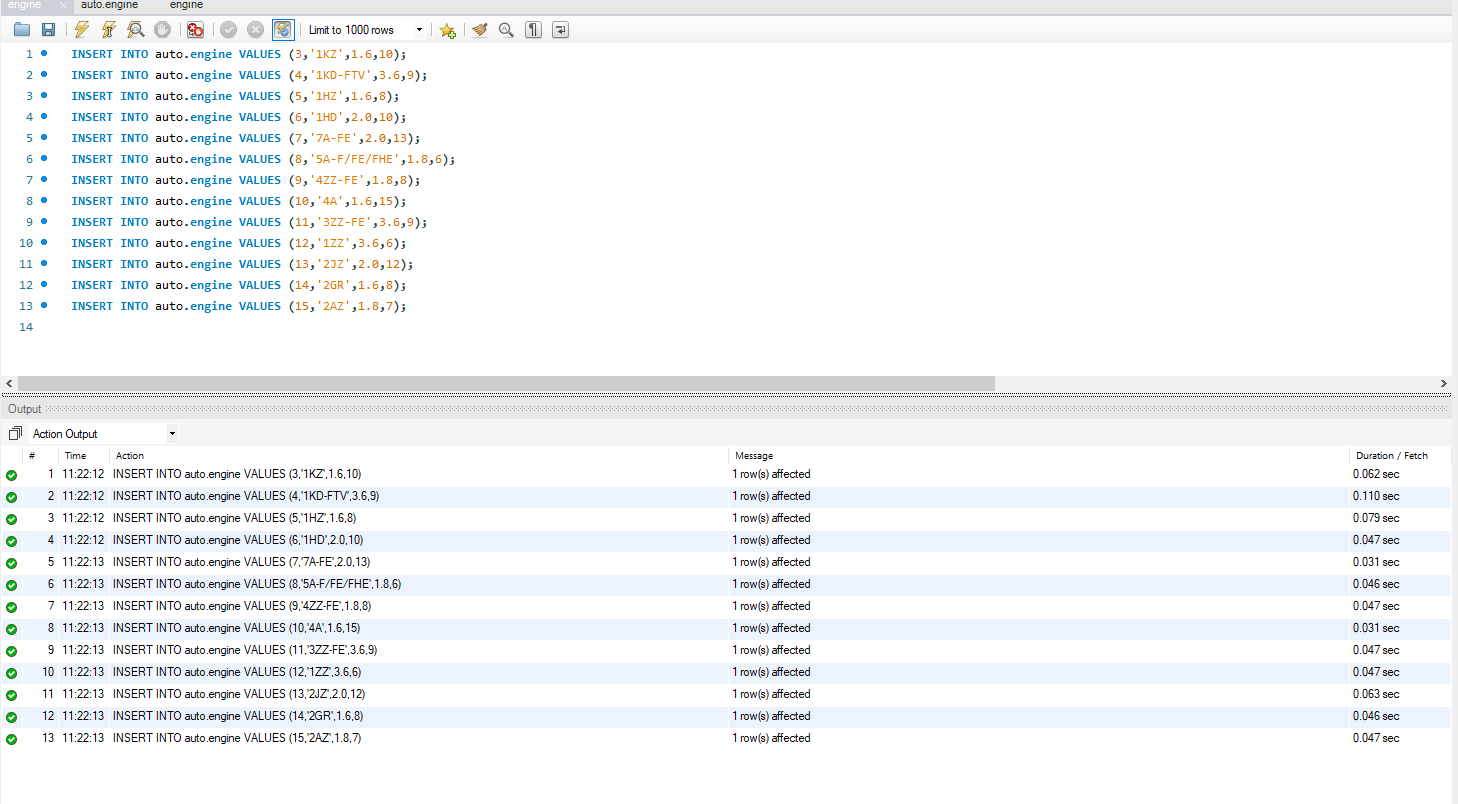 engine auto.engine engine
Limit to 1000 rows
1 INSERT INTO auto.engine VALUES (3,'1KZ',1.6,10);
2 INSERT INTO auto.engine VALUES (4,'1KD-FTV',3.6,9);
3 INSERT INTO auto.engine VALUES (5,'1HZ',1.6,8);
4 INSERT INTO auto.engine VALUES (6,'1HD',2.0,10);
5 INSERT INTO auto.engine VALUES (7,'7A-FE',2.0,13);
6 INSERT INTO auto.engine VALUES (8,'5A-F/FE/FHE',1.8,6);
7 INSERT INTO auto.engine VALUES (9,'4ZZ-FE',1.8,8);
8 INSERT INTO auto.engine VALUES (10,'4A',1.6,15);
9 INSERT INTO auto.engine VALUES (11,'3ZZ-FE',3.6,9);
10 INSERT INTO auto.engine VALUES (12,'1ZZ',3.6,6);
11 INSERT INTO auto.engine VALUES (13,'2JZ',2.0,12);
12 INSERT INTO auto.engine VALUES (14,'2GR',1.6,8);
13 INSERT INTO auto.engine VALUES (15,'2AZ',1.8,7);
14
Output
Action Output
# Time Action Message Duration / Fetch
1 11:22:12 INSERT INTO auto.engine VALUES (3,'1KZ',1.6,10) 1 row(s) affected 0.062 sec
2 11:22:12 INSERT INTO auto.engine VALUES (4,'1KD-FTV',3.6,9) 1 row(s) affected 0.110 sec
3 11:22:12 INSERT INTO auto.engine VALUES (5,'1HZ',1.6,8) 1 row(s) affected 0.079 sec
4 11:22:12 INSERT INTO auto.engine VALUES (6,'1HD',2.0,10) 1 row(s) affected 0.047 sec
5 11:22:13 INSERT INTO auto.engine VALUES (7,'7A-FE',2.0,13) 1 row(s) affected 0.031 sec
6 11:22:13 INSERT INTO auto.engine VALUES (8,'5A-F/FE/FHE',1.8,6) 1 row(s) affected 0.046 sec
7 11:22:13 INSERT INTO auto.engine VALUES (9,'4ZZ-FE',1.8,8) 1 row(s) affected 0.047 sec
8 11:22:13 INSERT INTO auto.engine VALUES (10,'4A',1.6,15) 1 row(s) affected 0.031 sec
9 11:22:13 INSERT INTO auto.engine VALUES (11,'3ZZ-FE',3.6,9) 1 row(s) affected 0.047 sec
10 11:22:13 INSERT INTO auto.engine VALUES (12,'1ZZ',3.6,6) 1 row(s) affected 0.047 sec
11 11:22:13 INSERT INTO auto.engine VALUES (13,'2JZ',2.0,12) 1 row(s) affected 0.063 sec
12 11:22:13 INSERT INTO auto.engine VALUES (14,'2GR',1.6,8) 1 row(s) affected 0.046 sec
13 11:22:13 INSERT INTO auto.engine VALUES (15,'2AZ',1.8,7) 1 row(s) affected 0.047 sec